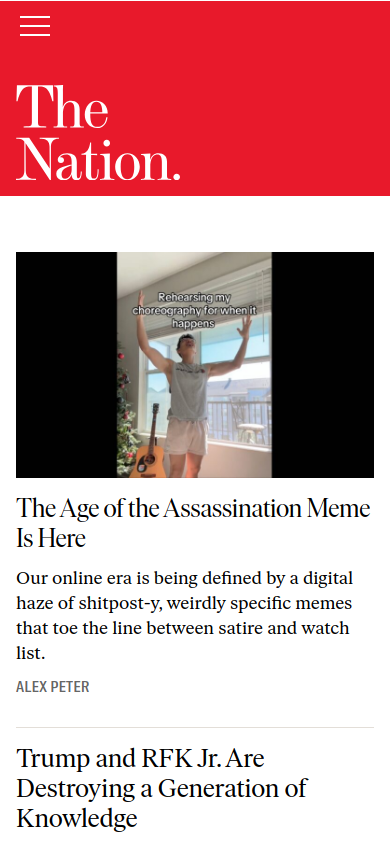 The
Nation.
Rehearsing my
choreography for when it
happens
The Age of the Assassination Meme
Is Here
Our online era is being defined by a digital
haze of shitpost-y, weirdly specific memes
that toe the line between satire and watch
list.
ALEX PETER
Trump and RFK Jr. Are
Destroying a Generation of
Knowledge